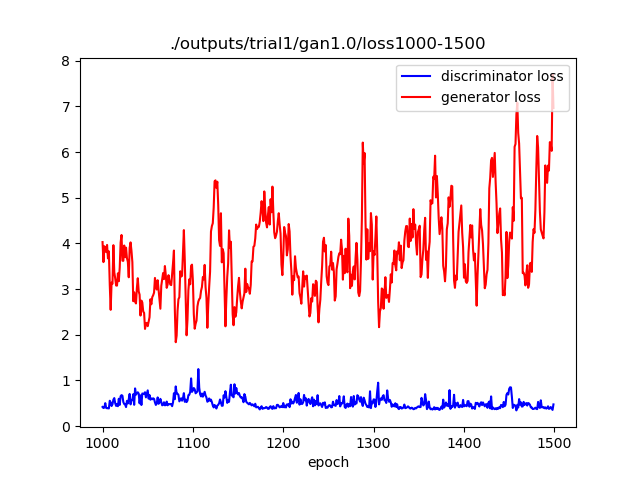 ./outputs/trial1/gan1.0/loss1000-1500
8
7
6
5
4
3
2
1
0
discriminator loss
generator loss
1000 1100 1200 1300 1400 1500
epoch